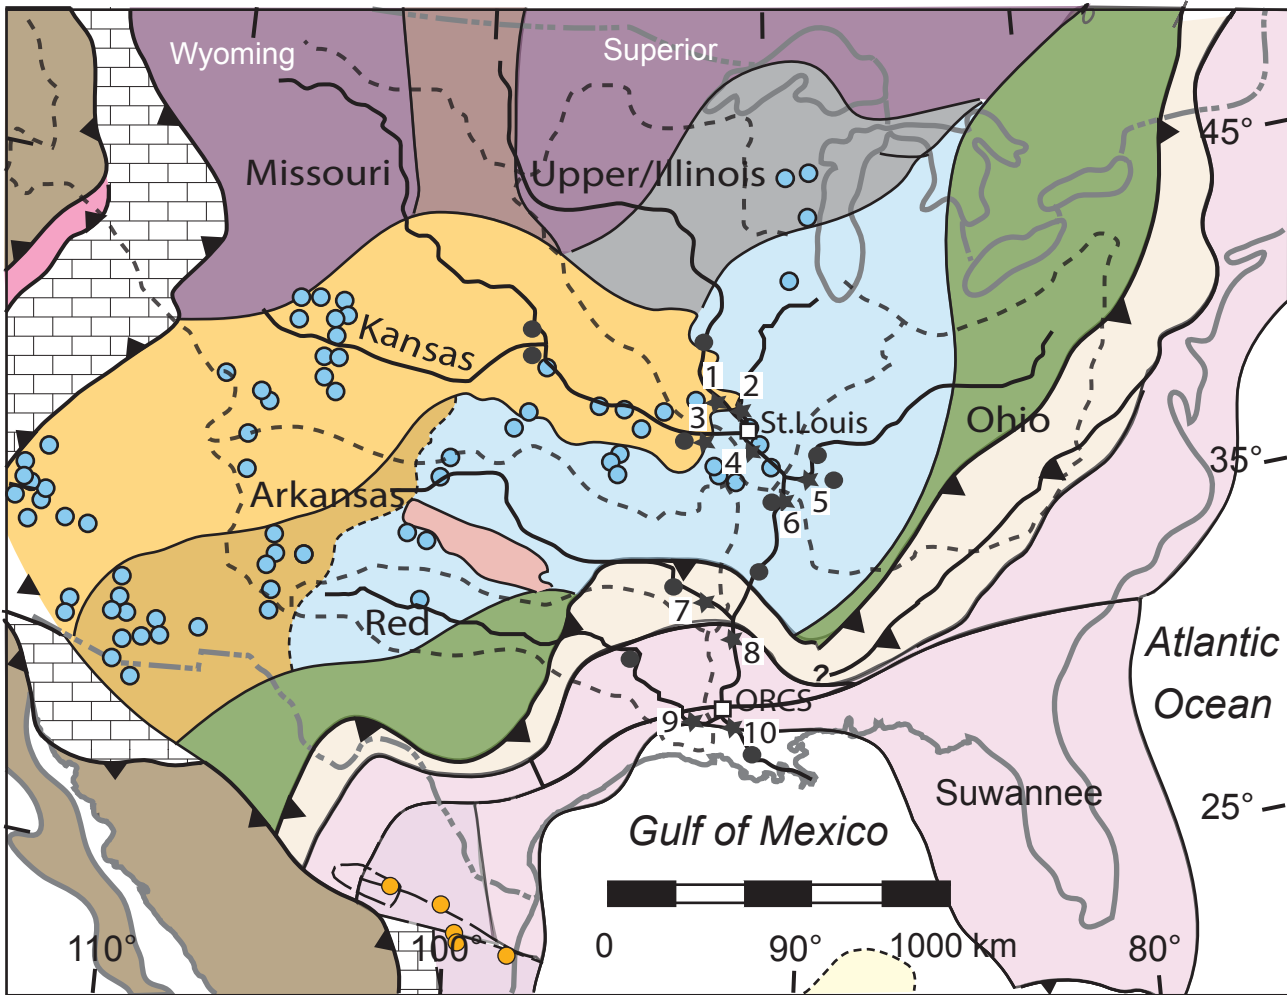 Wyoming
Superior
45°
Missouri
Upper/Illinois
Kansas
1
2
3
St.Louis
Ohio
4
35°
Arkansas
5
6
7
Red
8
?
Atlantic
Ocean
ORCS
9
10
Suwannee
25°
Gulf of Mexico
110°
100°
0
90°
1000 km
80°